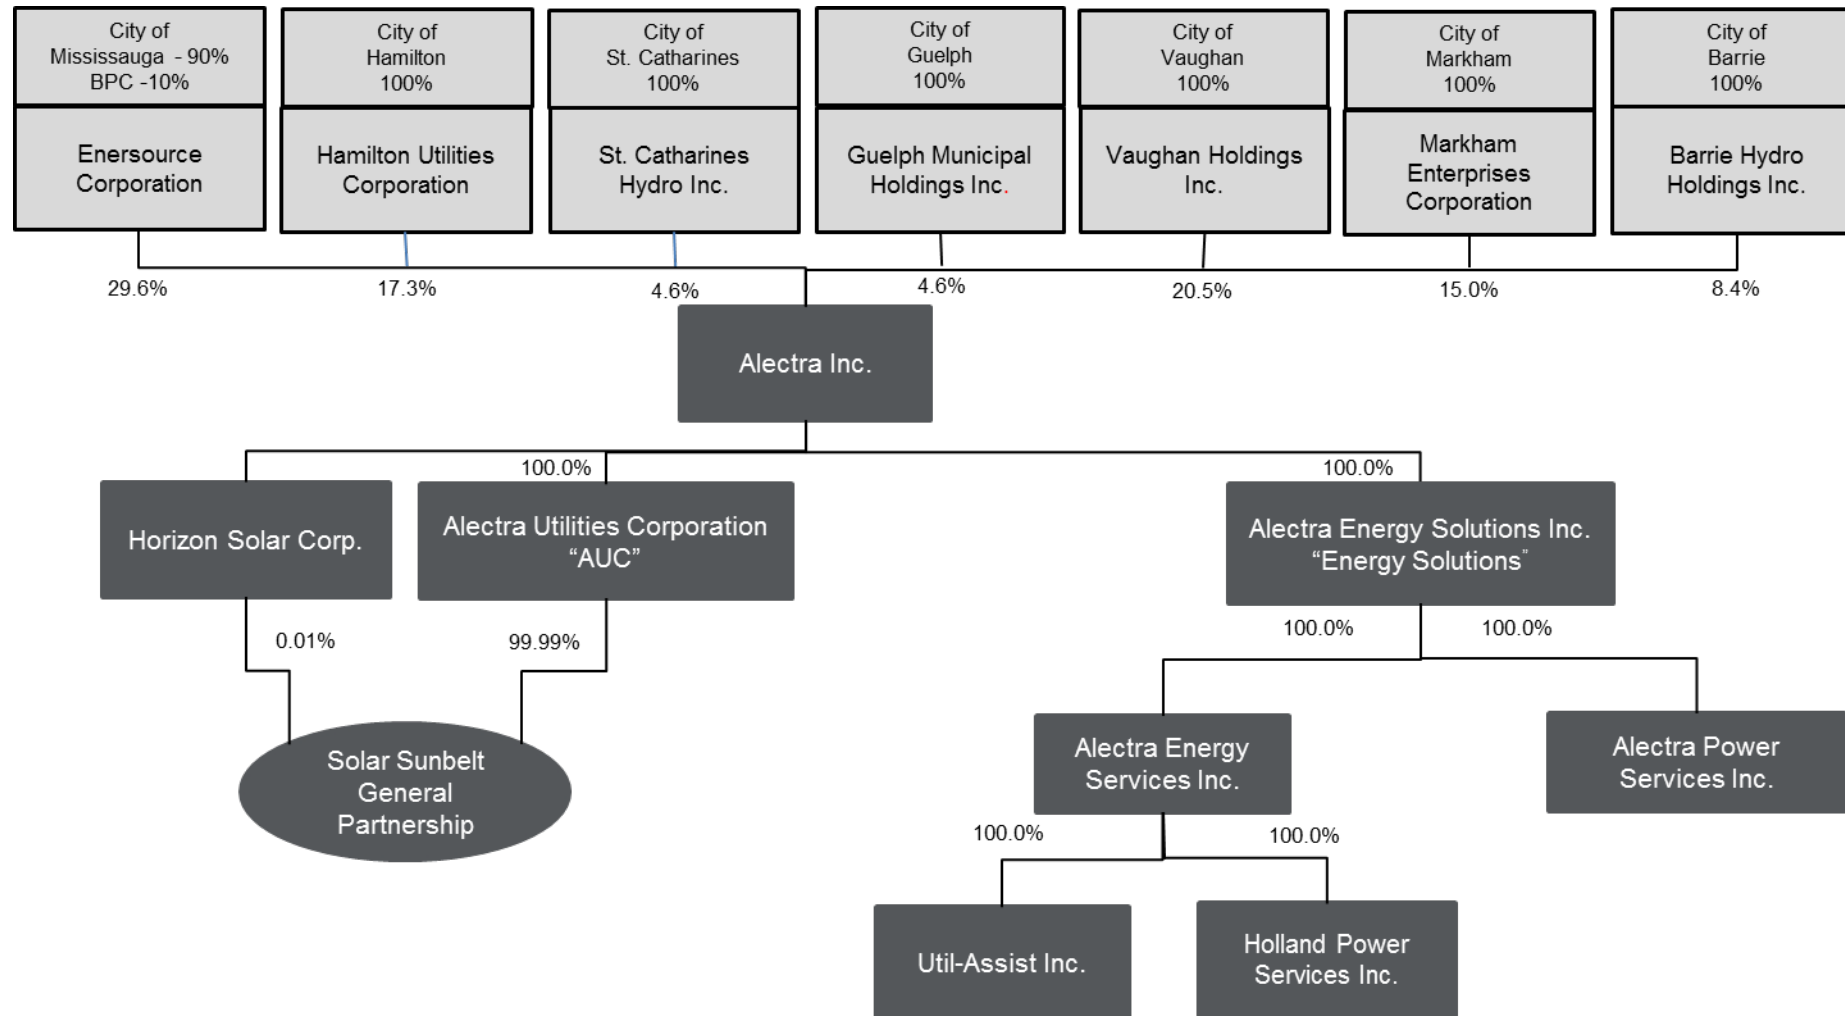 City of
Mississauga - 90%
BPC -10%
City of
Hamilton
100%
City of
St. Catharines
100%
City of
Guelph
100%
City of
Vaughan
100%
City of
Markham
100%
City of
Barrie
100%
Enersource
Corporation
Hamilton Utilities
Corporation
St. Catharines
Hydro Inc.
Guelph Municipal
Holdings Inc.
Vaughan Holdings
Inc.
Markham
Enterprises
Corporation
Barrie Hydro
Holdings Inc.
29.6%
17.3%
4.6%
4.6%
20.5%
15.0%
8.4%
Alectra Inc.
100.0%
100.0%
Horizon Solar Corp.
Alectra Utilities Corporation
“AUC”
Alectra Energy Solutions Inc.
“Energy Solutions”
0.01%
99.99%
100.0%
100.0%
Solar Sunbelt
General
Partnership
Alectra Energy
Services Inc.
Alectra Power
Services Inc.
100.0%
100.0%
Util-Assist Inc.
Holland Power
Services Inc.